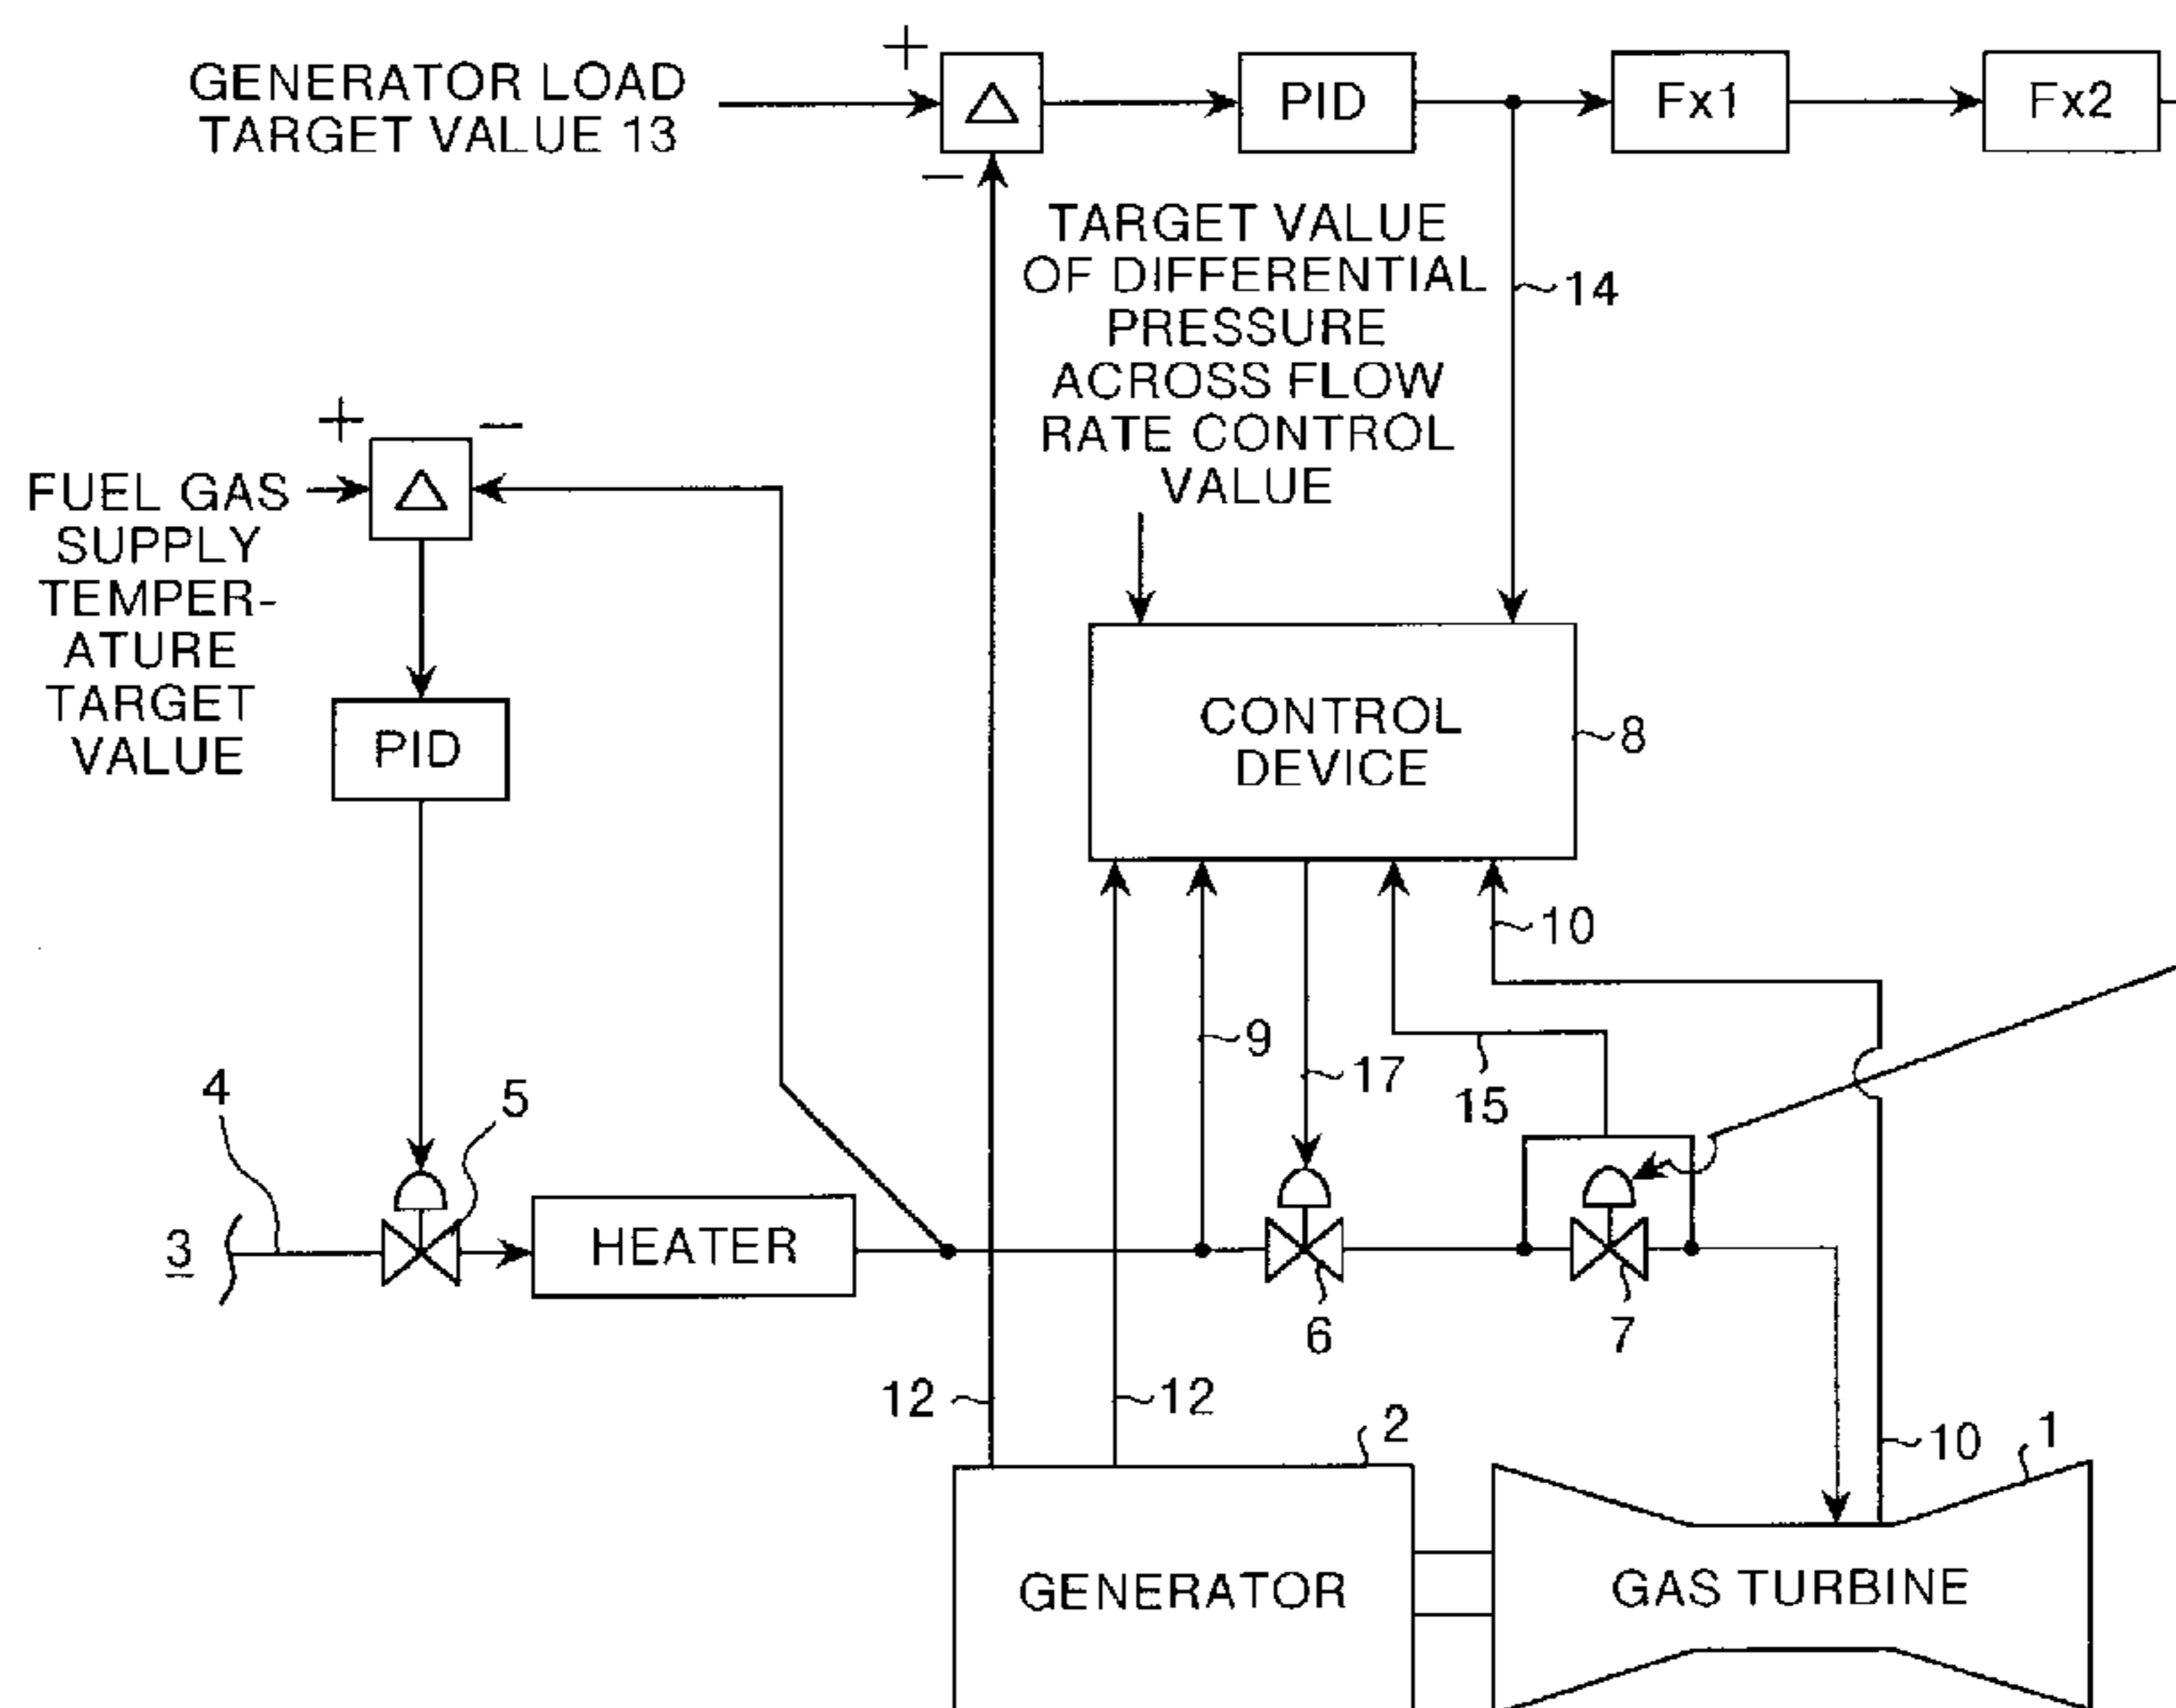 GENERATOR LOAD
TARGET VALUE 13
+
−
△
PID
Fx1
Fx2
TARGET VALUE
OF DIFFERENTIAL
PRESSURE
ACROSS FLOW
RATE CONTROL
VALUE
14
+
−
△
FUEL GAS
SUPPLY
TEMPER-
ATURE
TARGET
VALUE
PID
CONTROL
DEVICE
8
10
9
17
15
4
5
3
HEATER
6
7
12
12
2
10
1
GENERATOR
GAS TURBINE